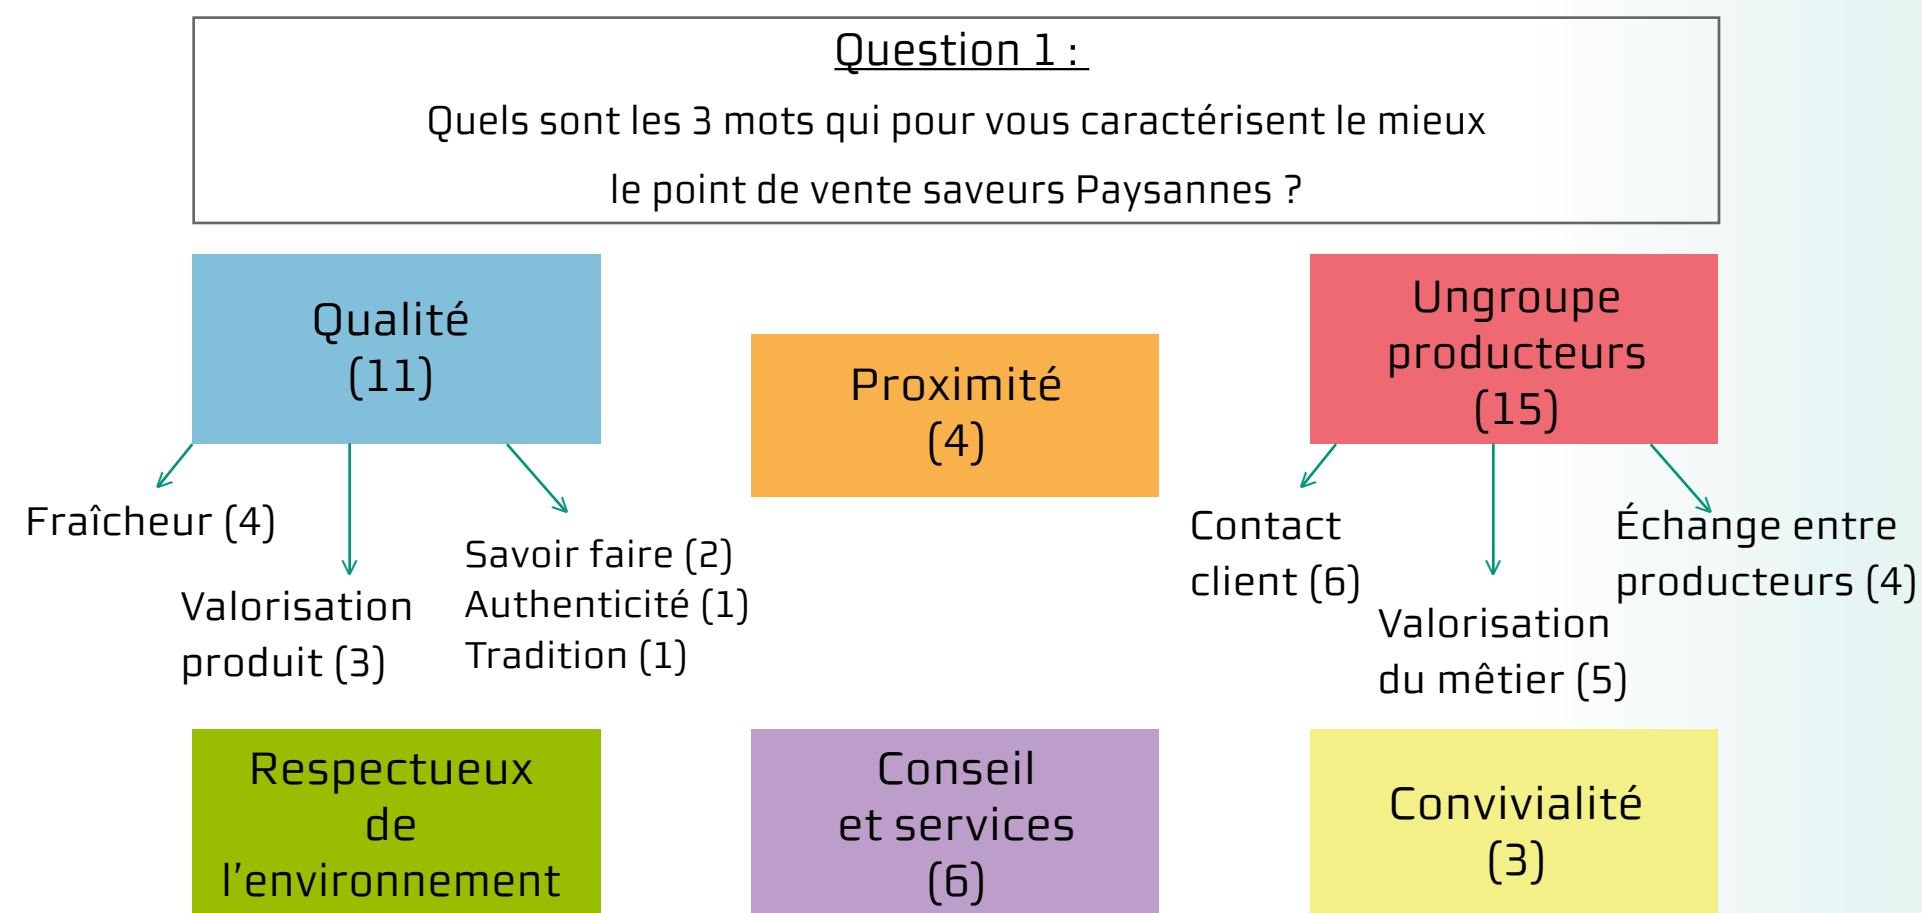 Question 1 :
Quels sont les 3 mots qui pour vous caractérisent le mieux
le point de vente saveurs Paysannes ?
Qualité
(11)
Fraîcheur (4)
Valorisation
produit (3)
Savoir faire (2)
Authenticité (1)
Tradition (1)
Proximité
(4)
Ungroupe
producteurs
(15)
Contact
client (6)
Valorisation
du mêtier (5)
Échange entre
producteurs (4)
Respectueux
de
l'environnement
Conseil
et services
(6)
Convivialité
(3)